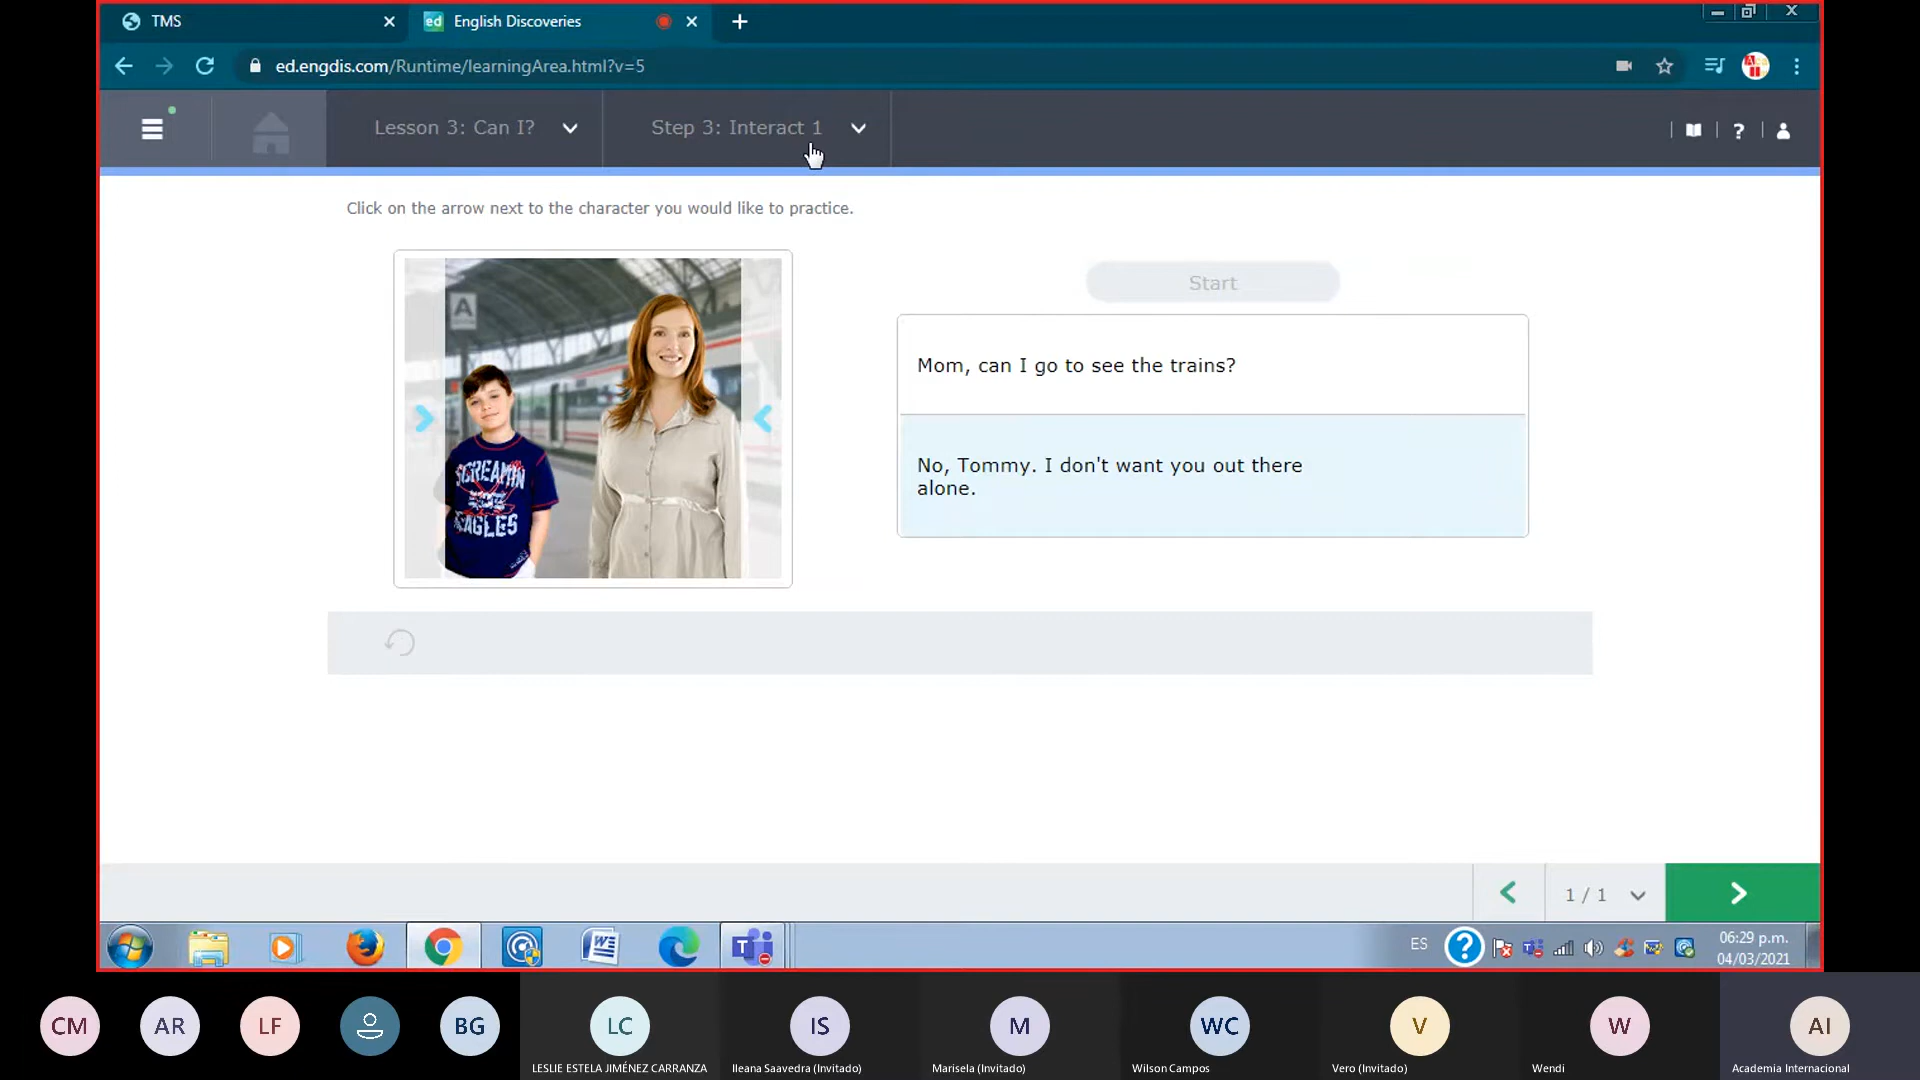 TMS
ed English Discoveries
ed.engdis.com/Runtime/learningArea.html?v=5
Lesson 3: Can I?
Step 3: Interact 1
?
Click on the arrow next to the character you would like to practice.
A
SCREAMIN
EAGLES
Start
Mom, can I go to see the trains?
No, Tommy. I don't want you out there
alone.
1 / 1
ES
?
06:29 p.m.
04/03/2021
CM
AR
LF
BG
LC
IS
M
WC
V
W
AI
LESLIE ESTELA JIMÉNEZ CARRANZA
Ileana Saavedra (Invitado)
Marisela (Invitado)
Wilson Campos
Vero (Invitado)
Wendi
Academia Internacional